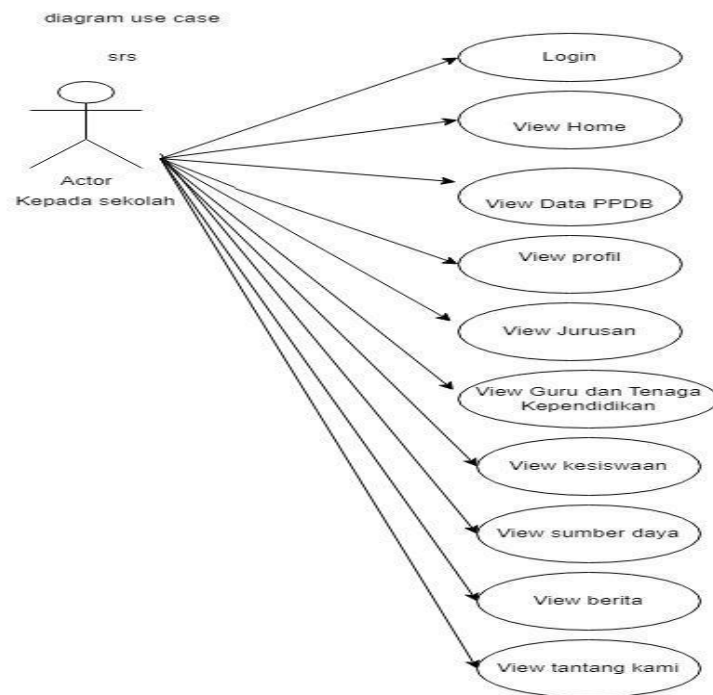 diagram use case
srs
Actor
Kepada sekolah
Login
View Home
View Data PPDB
View profil
View Jurusan
View Guru dan Tenaga
Kependidikan
View kesiswaan
View sumber daya
View berita
View tantang kami